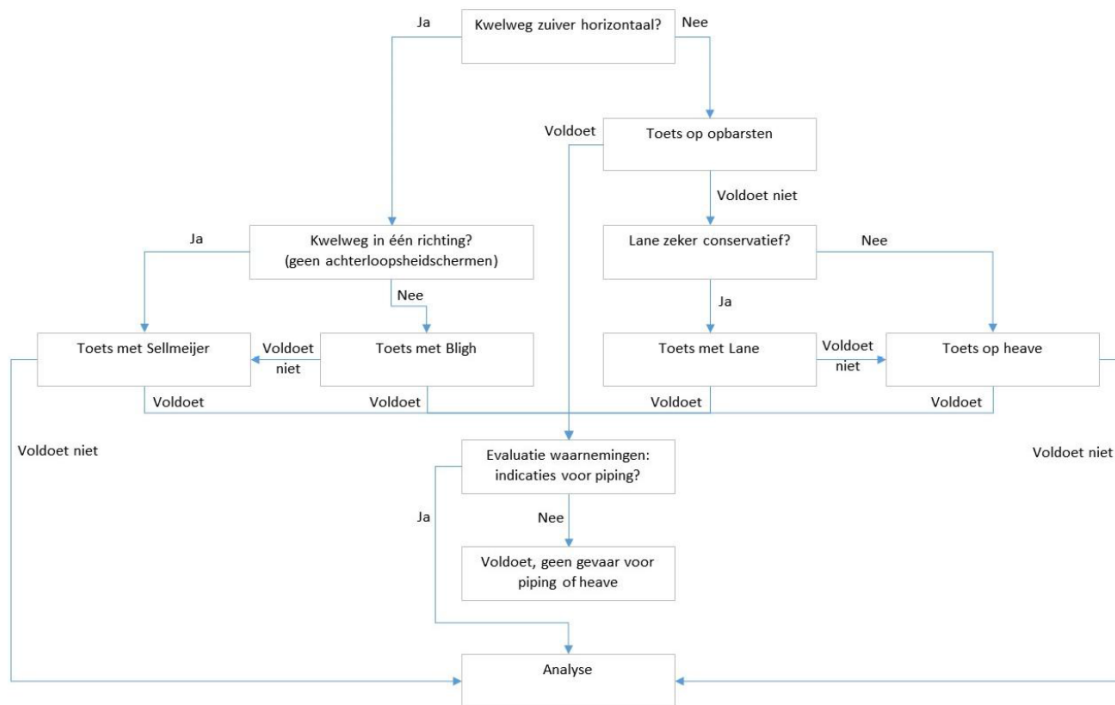 Ja
Kwelweg zuiver horizontaal?
Nee
Voldoet
Toets op opbarsten
Voldoet niet
Ja
Kwelweg in één richting?
(geen achterloopsheidschermen)
Lane zeker conservatief?
Nee
Nee
Ja
Toets met Sellmeijer
Voldoet
niet
Toets met Bligh
Toets met Lane
Voldoet
niet
Toets op heave
Voldoet
Voldoet
Voldoet
Voldoet
Voldoet niet
Evaluatie waarnemingen:
indicaties voor piping?
Voldoet niet
Ja
Nee
Voldoet, geen gevaar voor
piping of heave
Analyse